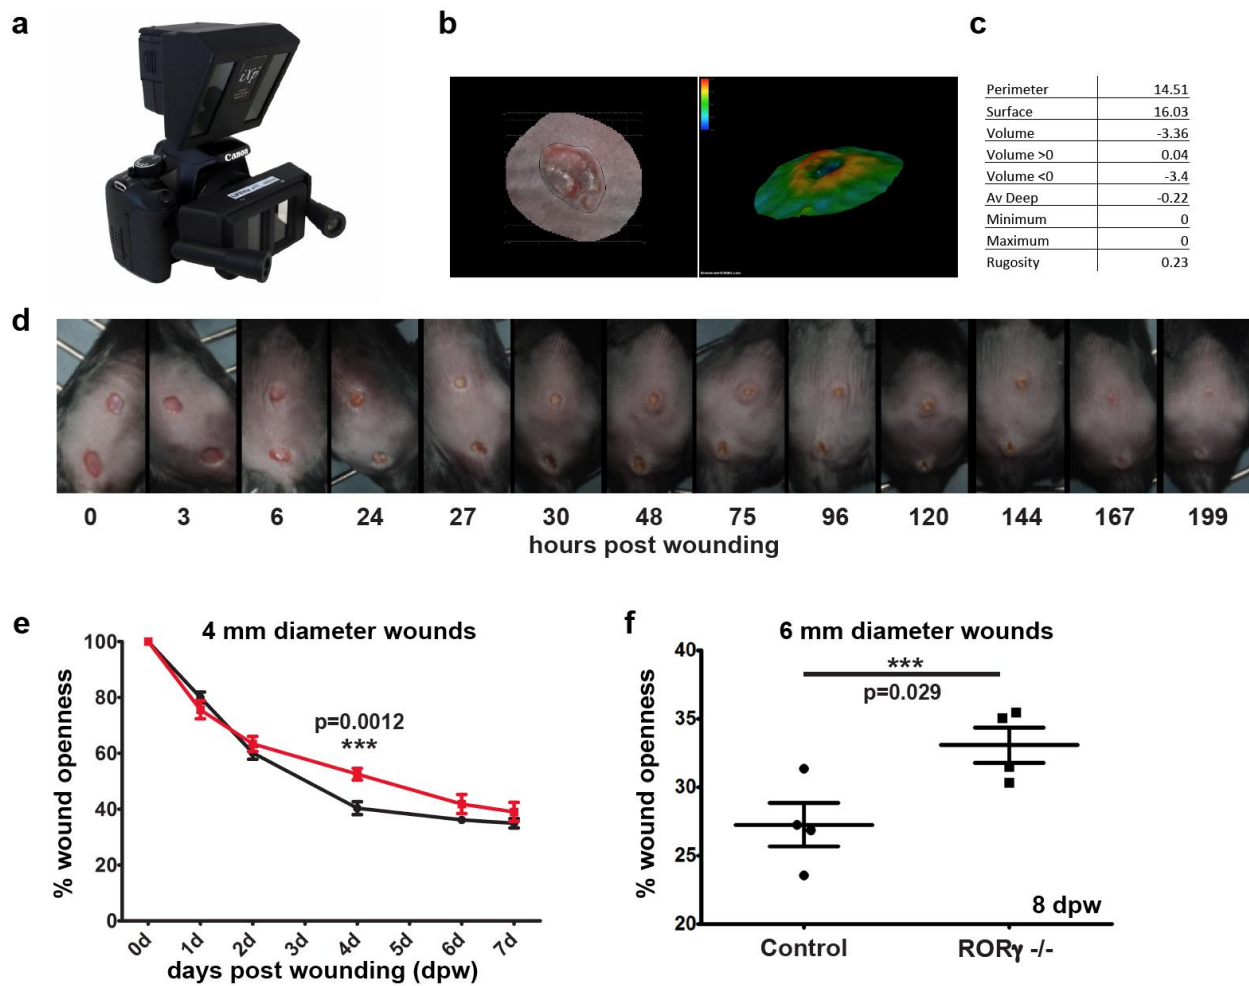 a
b
c
iXp
Canon
Perimeter 14.51
Surface 16.03
Volume -3.36
Volume >0 0.04
Volume <0 -3.4
Av Deep -0.22
Minimum 0
Maximum 0
Rugosity 0.23
d
0 3 6 24 27 30 48 75 96 120 144 167 199
hours post wounding
e
4 mm diameter wounds
% wound openness
100
80
60
40
20
0
p=0.0012
***
0d 1d 2d 3d 4d 5d 6d 7d
days post wounding (dpw)
f
6 mm diameter wounds
% wound openness
40
35
30
25
20
***
p=0.029
8 dpw
Control RORγ -/-